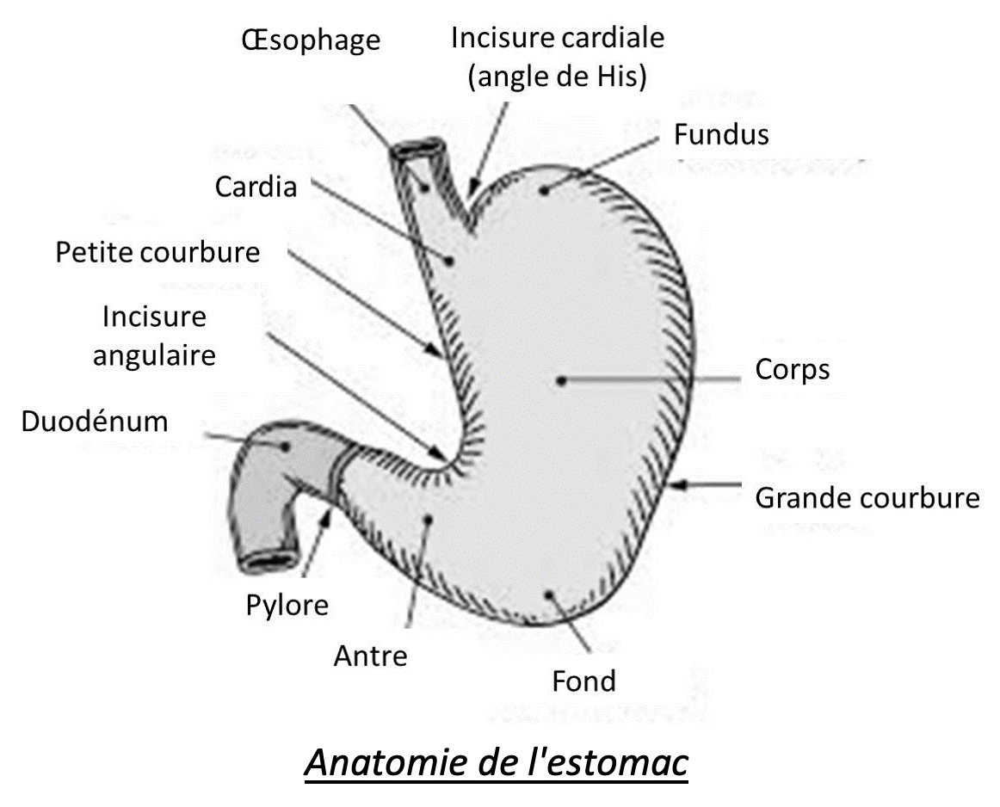 Œsophage
Incisure cardiale
(angle de His)
Fundus
Cardia
Petite courbure
Incisure
angulaire
Corps
Duodénum
Grande courbure
Pylore
Antre
Fond
Anatomie de l'estomac